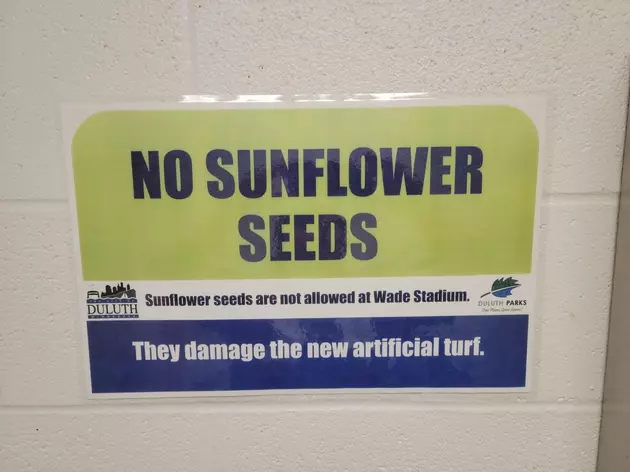 NO SUNFLOWER
SEEDS
Sunflower seeds are not allowed at Wade Stadium.
DULUTH
DULUTH PARKS
They damage the new artificial turf.